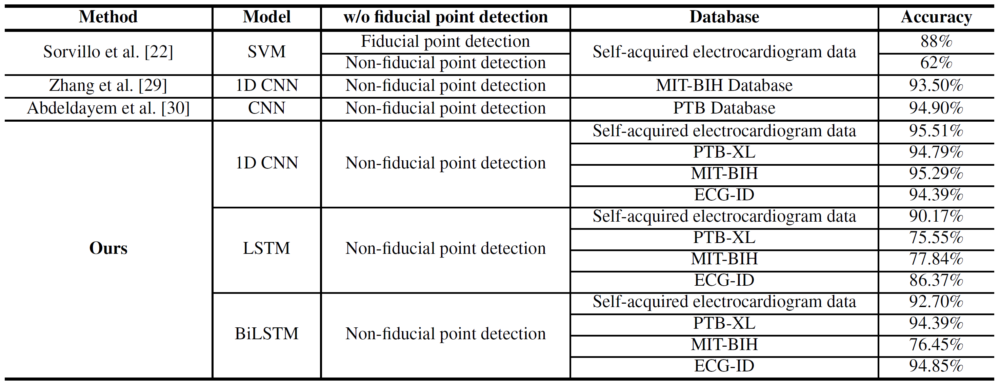 Method Model w/o fiducial point detection Database Accuracy
Sorvillo et al. [22] SVM Fiducial point detection Self-acquired electrocardiogram data 88%
Non-fiducial point detection 62%
Zhang et al. [29] 1D CNN Non-fiducial point detection MIT-BIH Database 93.50%
Abdeldayem et al. [30] CNN Non-fiducial point detection PTB Database 94.90%
Ours 1D CNN Non-fiducial point detection Self-acquired electrocardiogram data 95.51%
PTB-XL 94.79%
MIT-BIH 95.29%
ECG-ID 94.39%
LSTM Non-fiducial point detection Self-acquired electrocardiogram data 90.17%
PTB-XL 75.55%
MIT-BIH 77.84%
ECG-ID 86.37%
BiLSTM Non-fiducial point detection Self-acquired electrocardiogram data 92.70%
PTB-XL 94.39%
MIT-BIH 76.45%
ECG-ID 94.85%